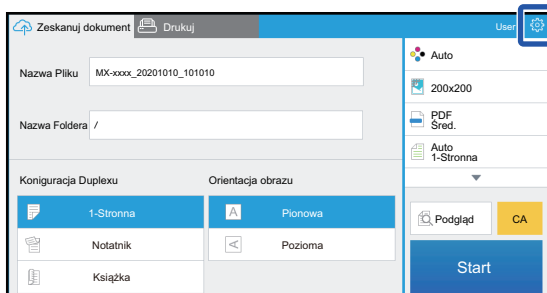 Zeskanuj dokument
Drukuj
User
Nazwa Pliku
MX-xxxx_20201010_101010
Nazwa Foldera
/
Koniguracja Duplexu
Orientacja obrazu
1-Stronna
A Pionowa
Notatnik
A Pozioma
Książka
Auto
200x200
PDF
Śred.
Auto
1-Stronna
Podgląd
CA
Start